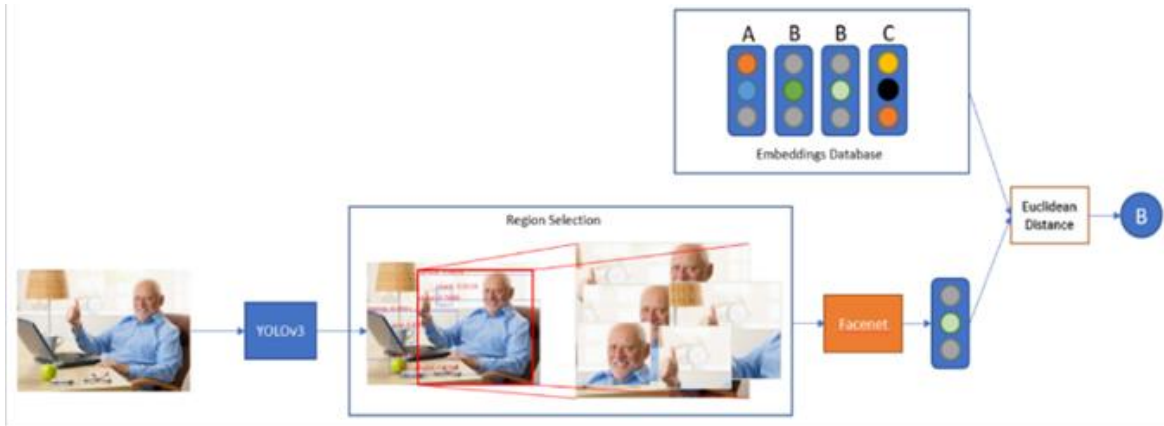 A B B C
Embeddings Database
Region Selection
Euclidean
Distance
B
YOLOv3
Facenet